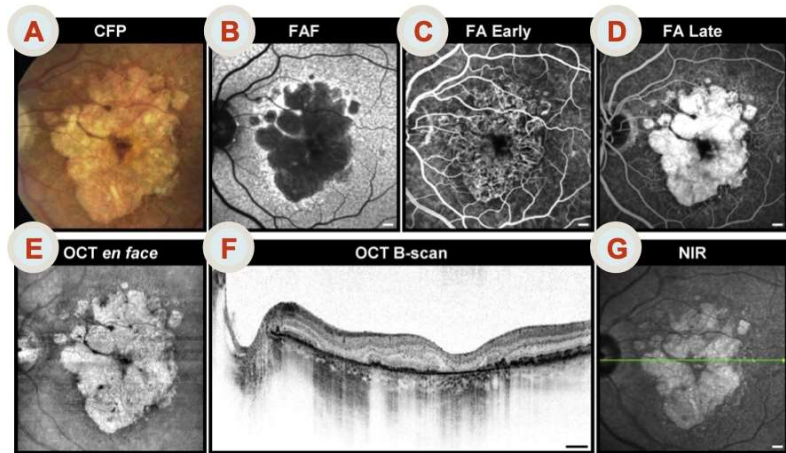 A CFP
B FAF
C FA Early
D FA Late
E OCT en face
F OCT B-scan
G NIR